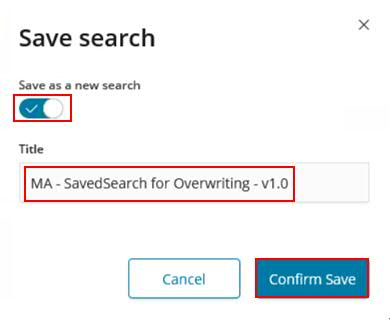 Save search
Save as a new search
Title
MA - SavedSearch for Overwriting - v1.0
Cancel
Confirm Save